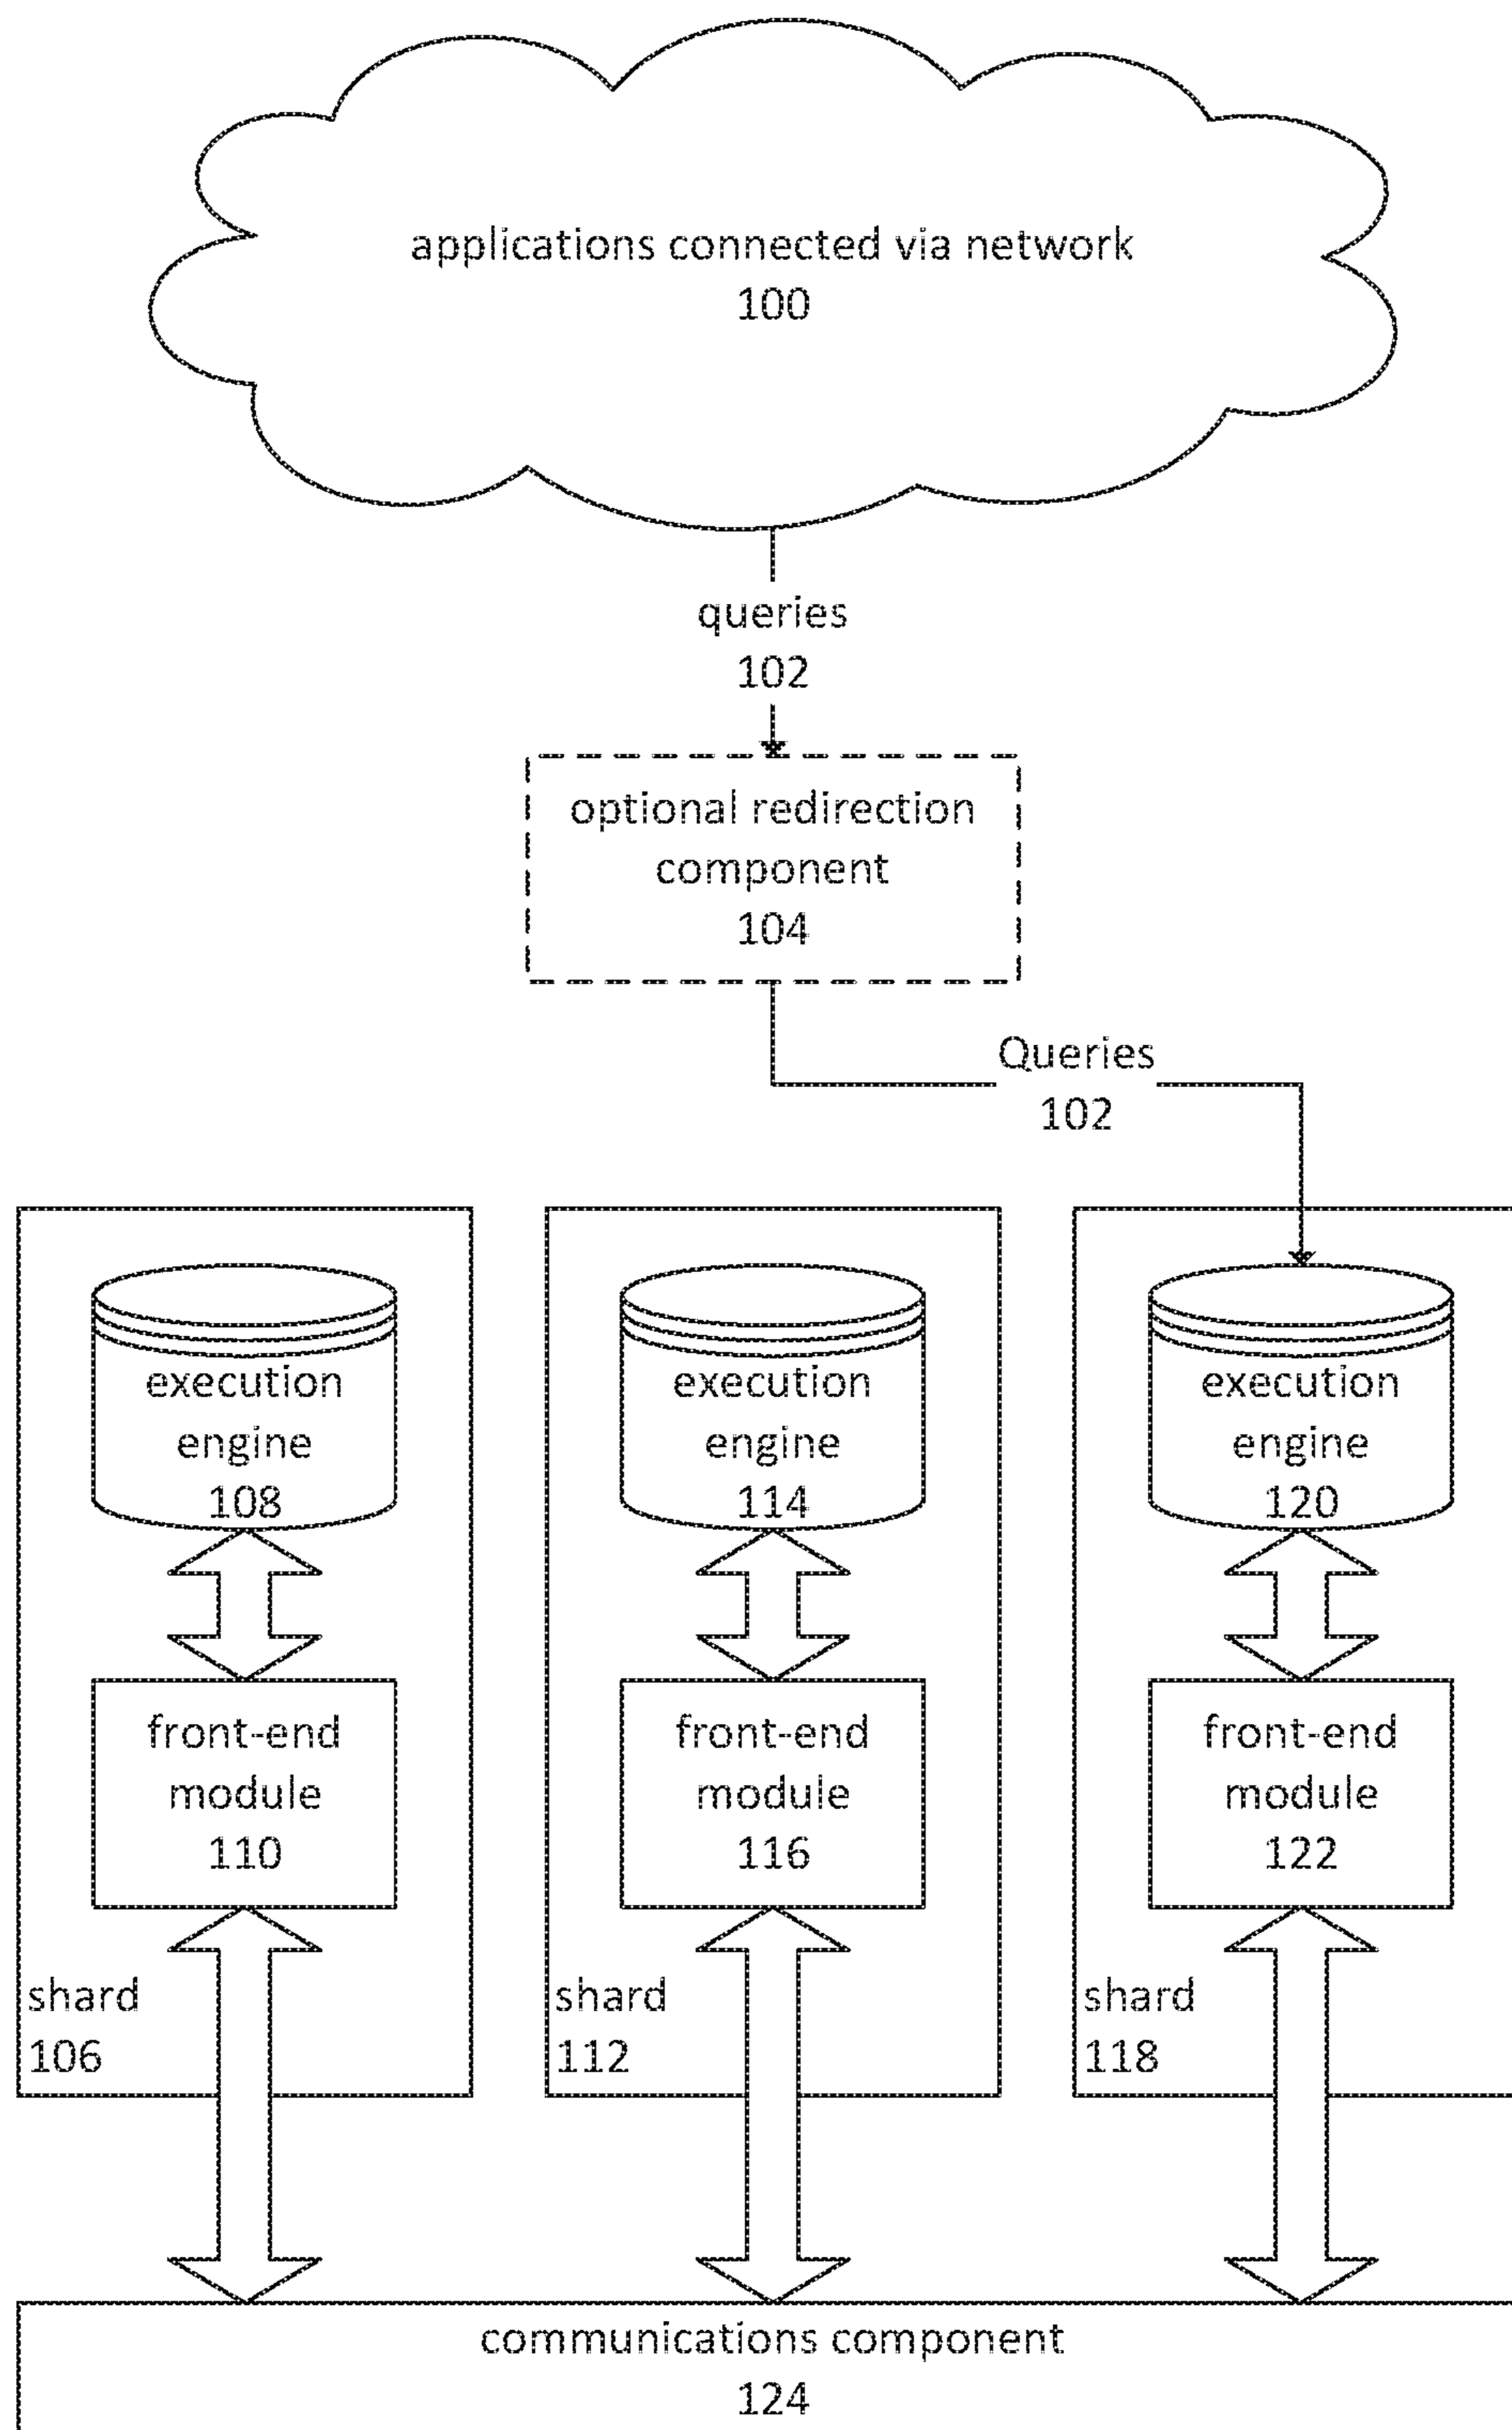 applications connected via network
100
queries
102
optional redirection
component
104
Queries
102
execution
engine
108
execution
engine
114
execution
engine
120
front-end
module
110
front-end
module
116
front-end
module
122
shard
106
shard
112
shard
118
communications component
124